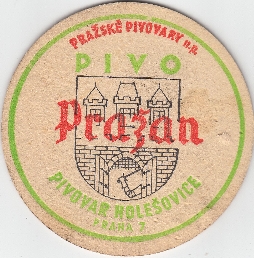 PRAŽSKÉ PIVOVARY n.p.
PIVO
Pražan
PIVOVAR HOLEŠOVICE
PRAHA 7